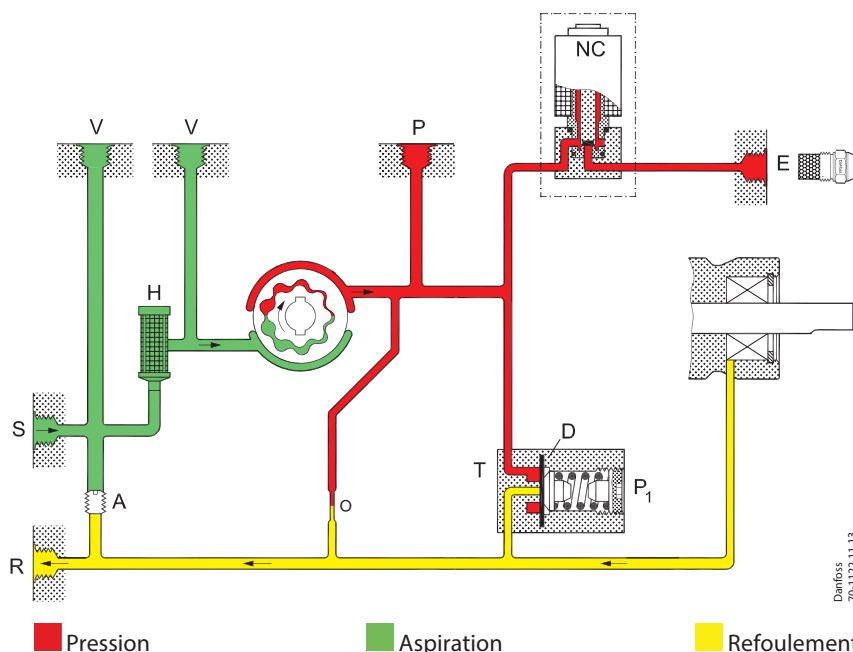 NC
V V P
E
H
S
D
T
P1
A
O
R
Danfoss
70-1122.11.13
Pression
Aspiration
Refoulement